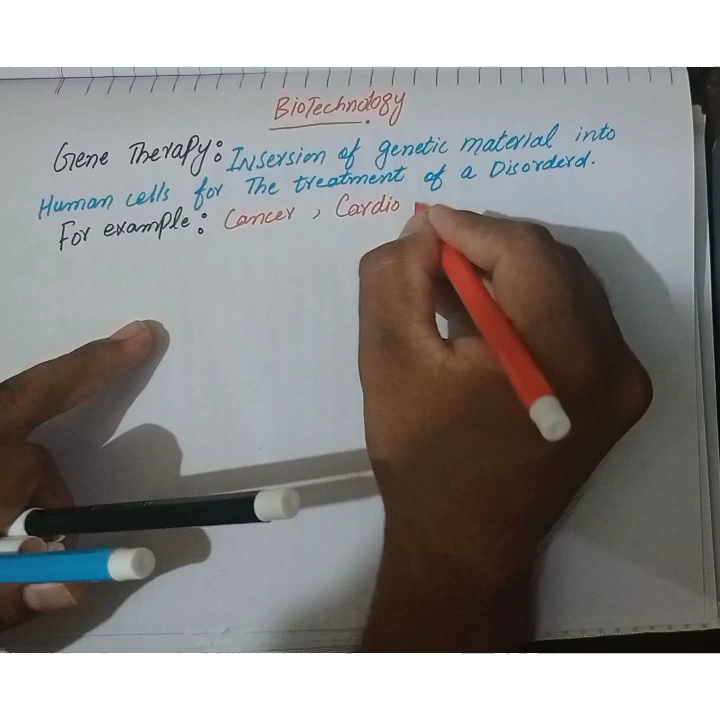 BioTechnology
Gene Therapy: Insersion of genetic material into
Human cells for The treatment of a Disorderd.
For example: Cancer, Cardio